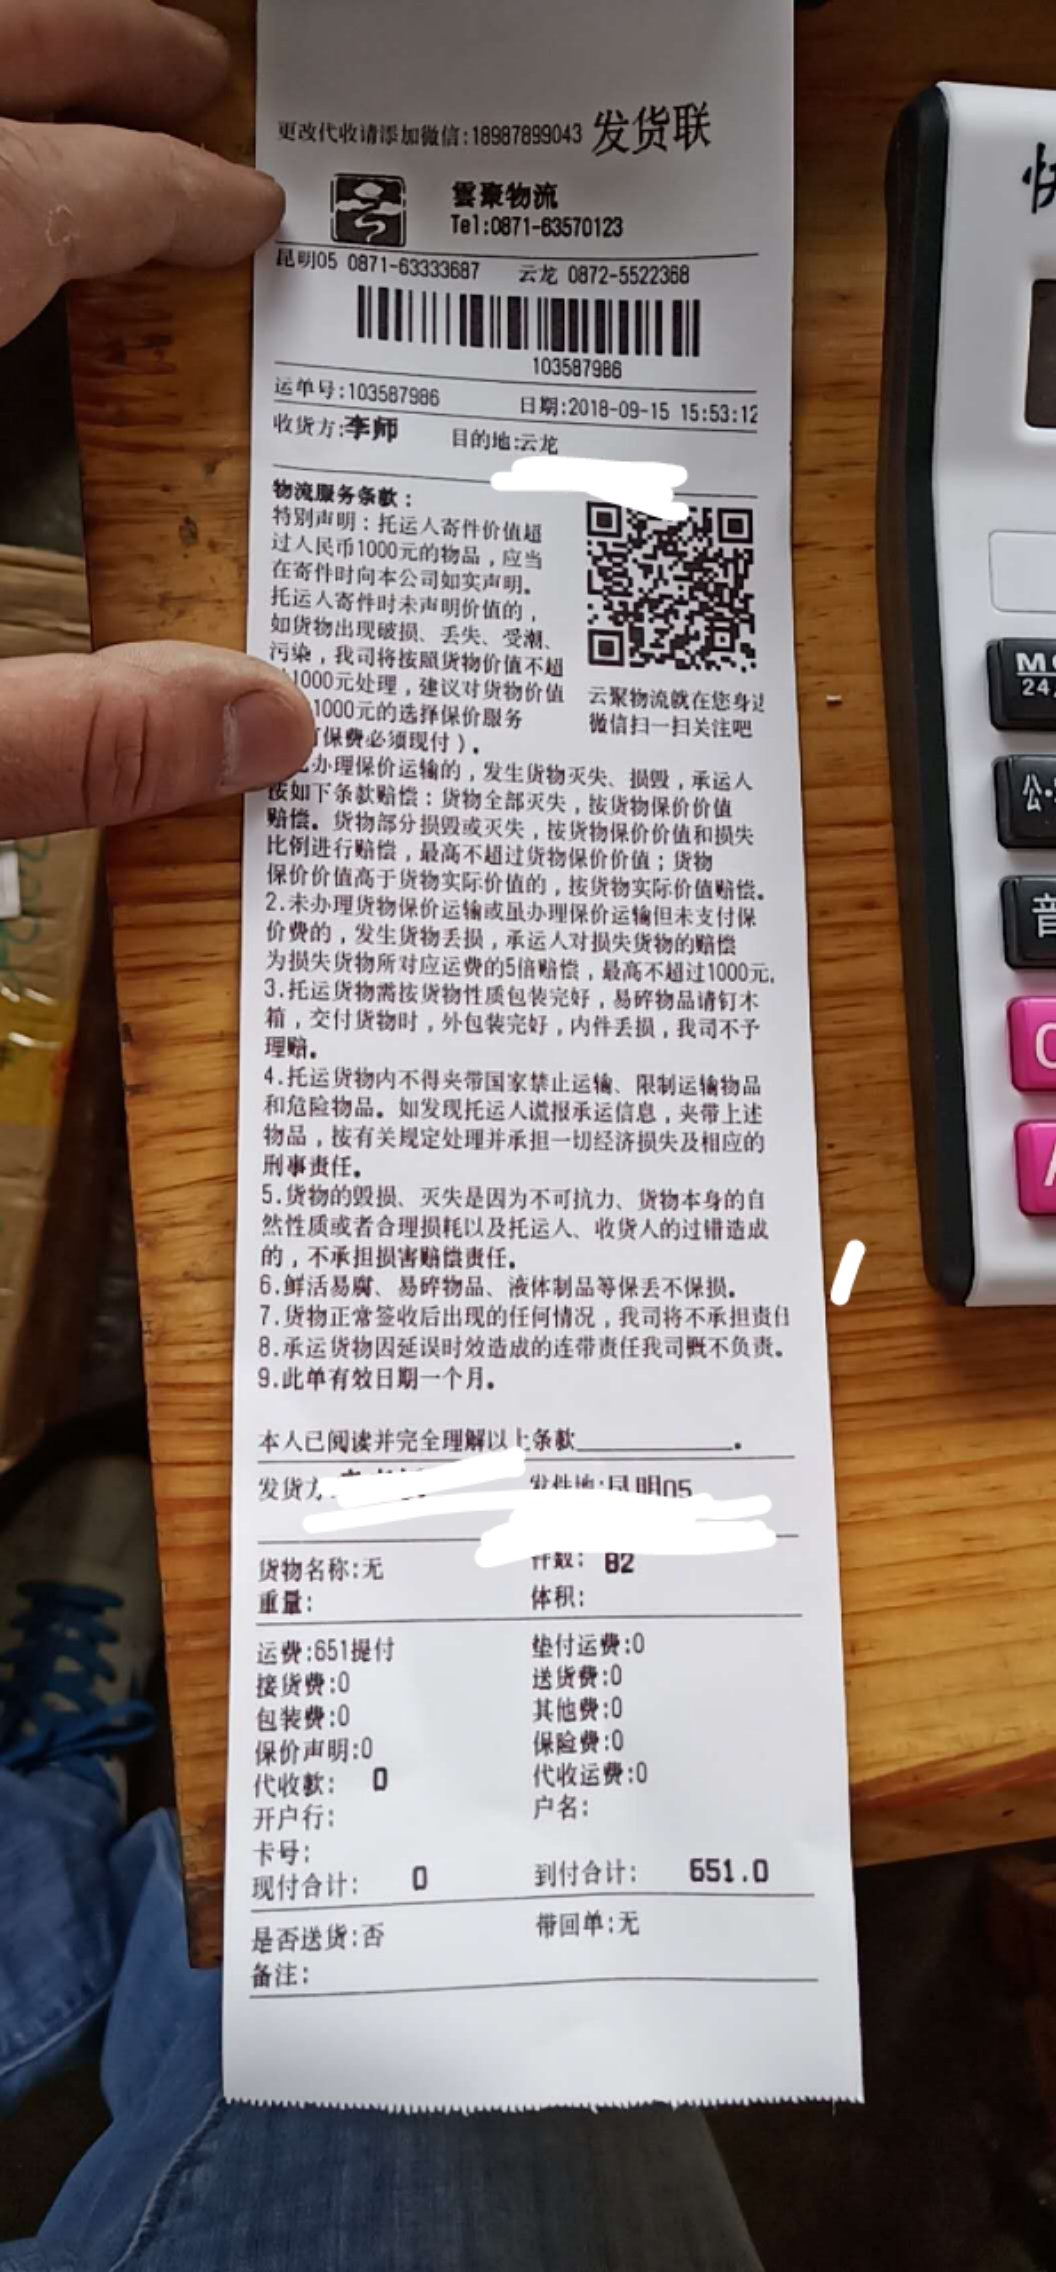 更改代收请添加微信:18987899043 发货联
雲聚物流
Tel:0871-63570123
昆明05 0871-63333687 云龙 0872-5522368
103587986
运单号:103587986 日期:2018-09-15 15:53:12
收货方:李师 目的地:云龙
物流服务条款：
特别声明：托运人寄件价值超
过人民币1000元的物品，应当
在寄件时向本公司如实声明。
托运人寄件时未声明价值的，
如货物出现破损、丢失、受潮、
污染，我司将按照货物价值不超
1000元处理，建议对货物价值
1000元的选择保价服务
保费必须现付）。
云聚物流就在您身边
微信扫一扫关注吧
办理保价运输的，发生货物灭失、损毁，承运人
按如下条款赔偿：货物全部灭失，按货物保价价值
赔偿。货物部分损毁或灭失，按货物保价价值和损失
比例进行赔偿，最高不超过货物保价价值；货物
保价价值高于货物实际价值的，按货物实际价值赔偿。
2.未办理货物保价运输或虽办理保价运输但未支付保
价费的，发生货物丢损，承运人对损失货物的赔偿
为损失货物所对应运费的5倍赔偿，最高不超过1000元.
3.托运货物需按货物性质包装完好，易碎物品请钉木
箱，交付货物时，外包装完好，内件丢损，我司不予
理赔。
4.托运货物内不得夹带国家禁止运输、限制运输物品
和危险物品。如发现托运人谎报承运信息，夹带上述
物品，按有关规定处理并承担一切经济损失及相应的
刑事责任。
5.货物的毁损、灭失是因为不可抗力、货物本身的自
然性质或者合理损耗以及托运人、收货人的过错造成
的，不承担损害赔偿责任。
6.鲜活易腐、易碎物品、液体制品等保丢不保损。
7.货物正常签收后出现的任何情况，我司将不承担责任
8.承运货物因延误时效造成的连带责任我司概不负责。
9.此单有效日期一个月。
本人已阅读并完全理解以上条款__________。
发货方 发件地:昆明05
货物名称:无 件数: 82
重量: 体积:
运费:651提付 垫付运费:0
接货费:0 送货费:0
包装费:0 其他费:0
保价声明:0 保险费:0
代收款: 0 代收运费:0
开户行: 户名:
卡号:
现付合计: 0 到付合计: 651.0
是否送货:否 带回单:无
备注:
24
音